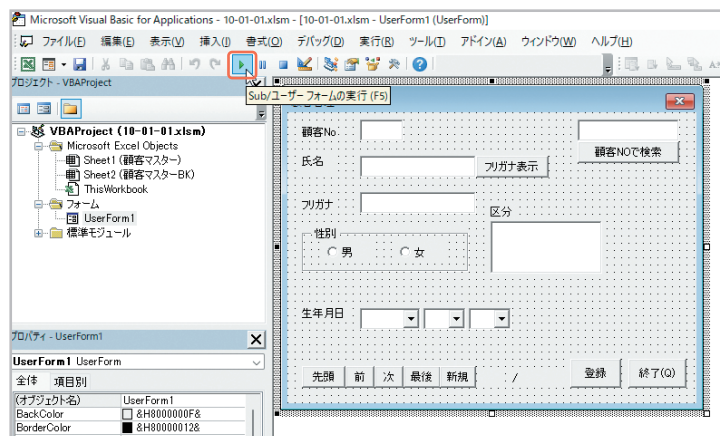 Microsoft Visual Basic for Applications - 10-01-01.xlsm - [10-01-01.xlsm - UserForm1 (UserForm)]
ファイル(F) 編集(E) 表示(V) 挿入(I) 書式(O) デバッグ(D) 実行(R) ツール(T) アドイン(A) ウィンドウ(W) ヘルプ(H)
プロジェクト - VBAProject
Sub/ユーザー フォームの実行 (F5)
VBAProject (10-01-01.xlsm)
Microsoft Excel Objects
Sheet1 (顧客マスター)
Sheet2 (顧客マスターBK)
ThisWorkbook
フォーム
UserForm1
標準モジュール
顧客No
顧客NOで検索
氏名
フリガナ表示
フリガナ
区分
性別
男 女
生年月日
先頭 前 次 最後 新規 / 登録 終了(Q)
プロパティ - UserForm1
UserForm1 UserForm
全体 項目別
(オブジェクト名) UserForm1
BackColor &H8000000F&
BorderColor &H80000012&